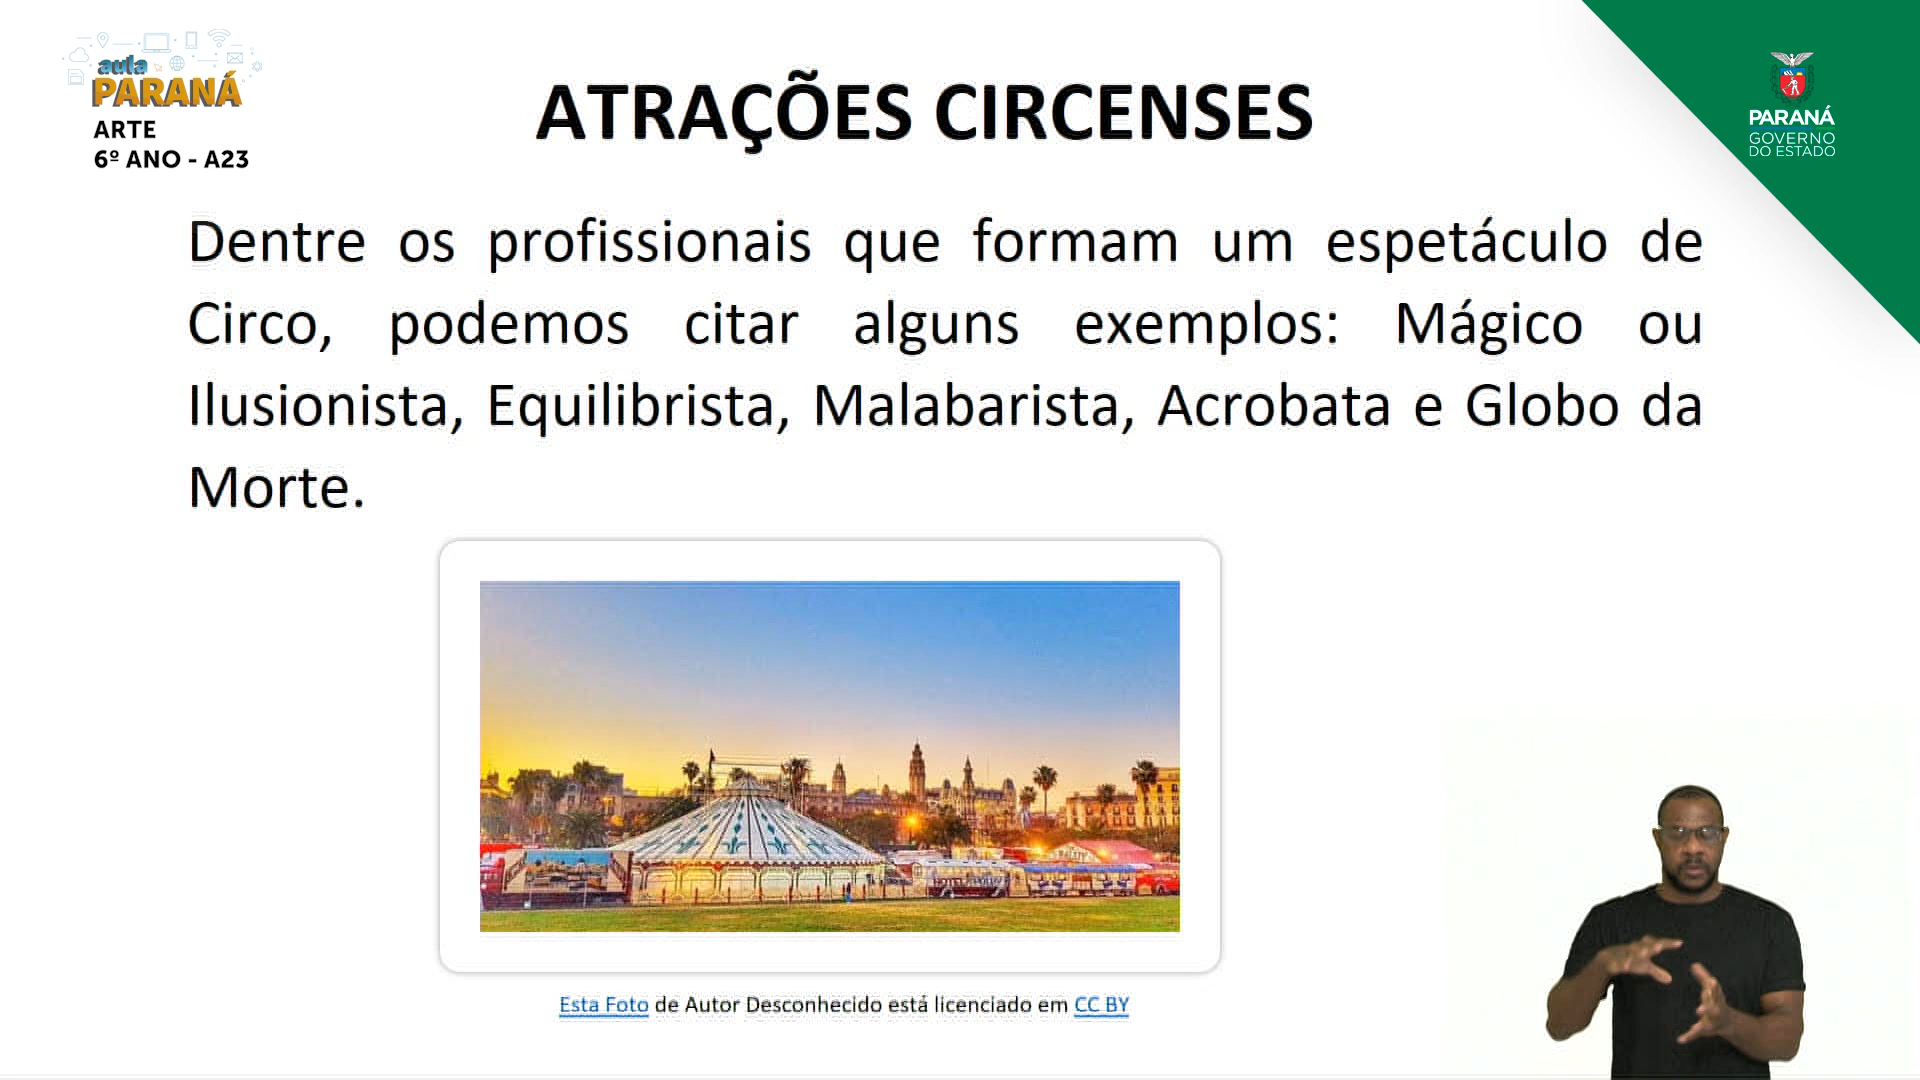 aula
PARANÁ
ARTE
6º ANO - A23
ATRAÇÕES CIRCENSES
PARANÁ
GOVERNO
DO ESTADO
Dentre os profissionais que formam um espetáculo de
Circo, podemos citar alguns exemplos: Mágico ou
Ilusionista, Equilibrista, Malabarista, Acrobata e Globo da
Morte.
Esta Foto de Autor Desconhecido está licenciado em CC BY